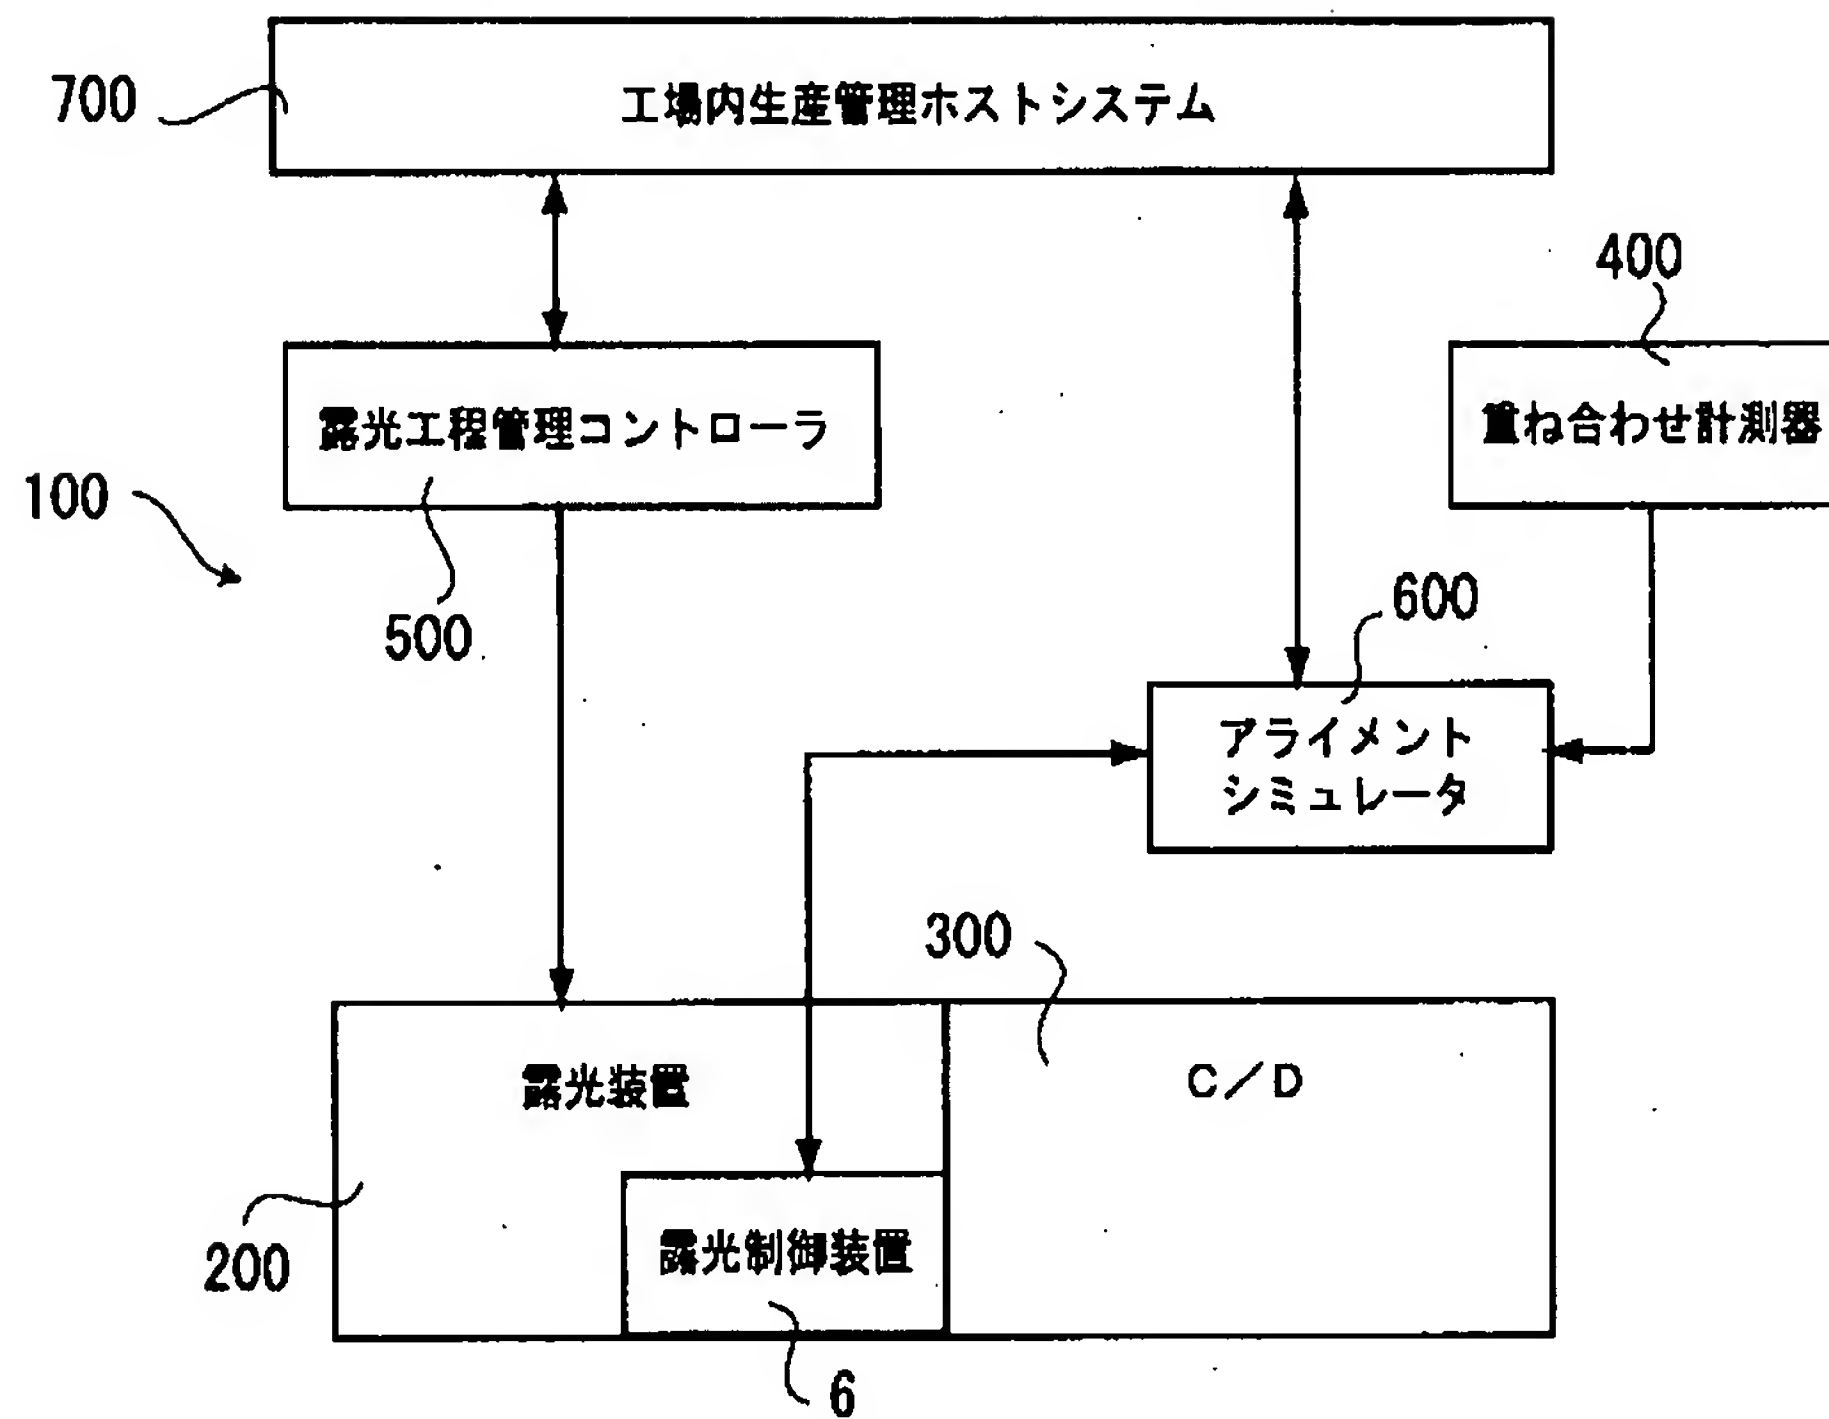 700
工場内生産管理ホストシステム
400
露光工程管理コントローラ
重ね合わせ計測器
100
500
600
アライメント
シミュレータ
300
露光装置
C/D
200
露光制御装置
6